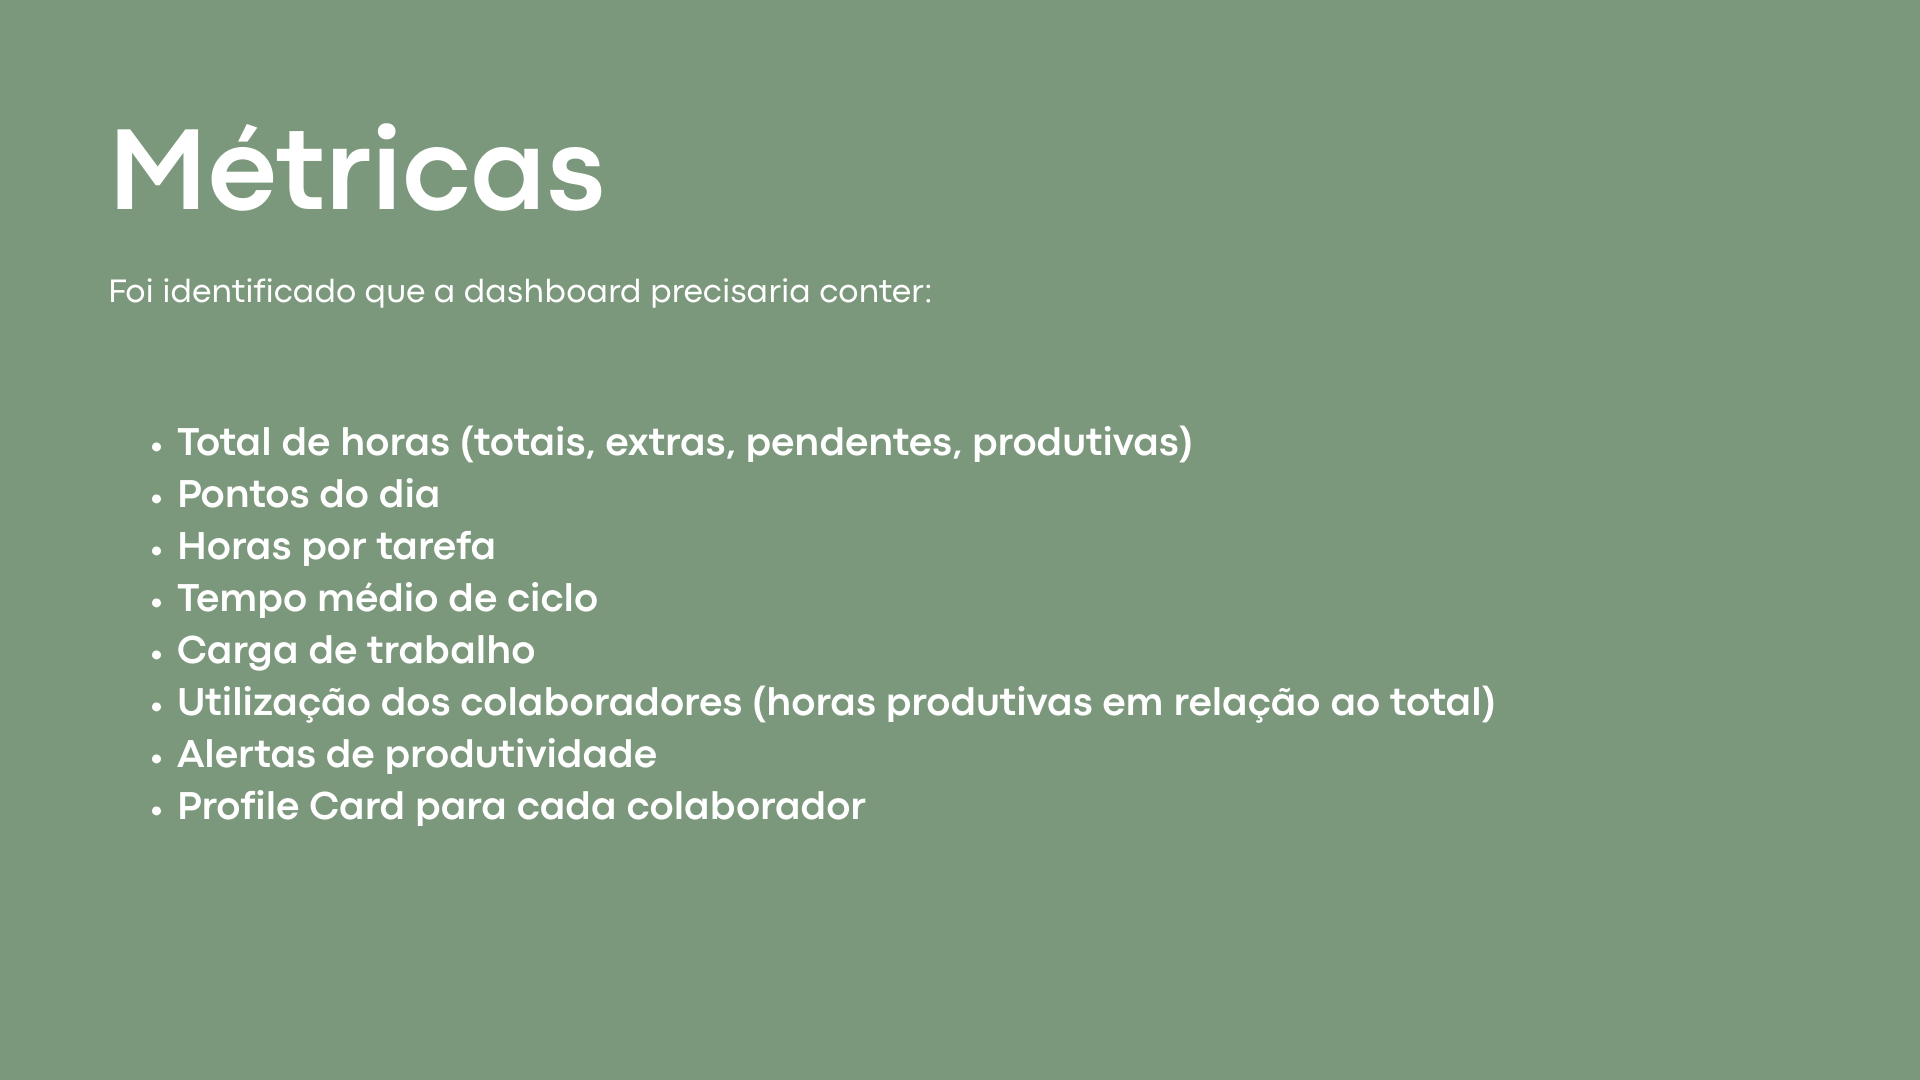 Métricas
Foi identificado que a dashboard precisaria conter:
• Total de horas (totais, extras, pendentes, produtivas)
• Pontos do dia
• Horas por tarefa
• Tempo médio de ciclo
• Carga de trabalho
• Utilização dos colaboradores (horas produtivas em relação ao total)
• Alertas de produtividade
• Profile Card para cada colaborador